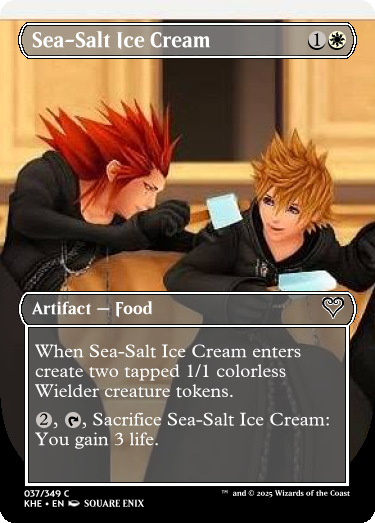 Sea-Salt Ice Cream 1
Artifact — Food
When Sea-Salt Ice Cream enters
create two tapped 1/1 colorless
Wielder creature tokens.
2, , Sacrifice Sea-Salt Ice Cream:
You gain 3 life.
037/349 C
KHE • EN SQUARE ENIX
™ and © 2025 Wizards of the Coast